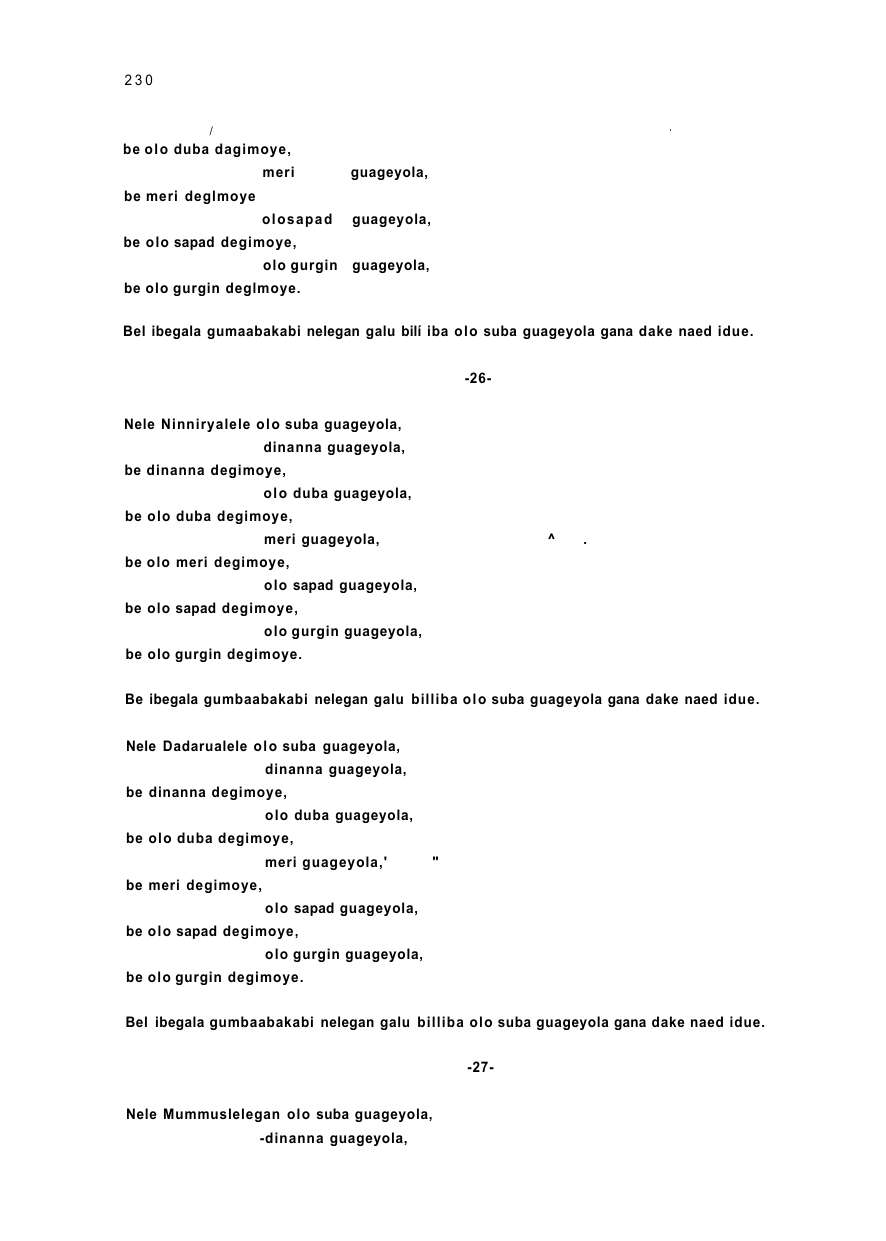 230
be olo duba dagimoye,
meri guageyola,
be meri deglmoye
olosapad guageyola,
be olo sapad degimoye,
olo gurgin guageyola,
be olo gurgin deglmoye.
Bel ibegala gumaabakabi nelegan galu bilí iba olo suba guageyola gana dake naed idue.
-26-
Nele Ninniryalele olo suba guageyola,
dinanna guageyola,
be dinanna degimoye,
olo duba guageyola,
be olo duba degimoye,
meri guageyola, ^ .
be olo meri degimoye,
olo sapad guageyola,
be olo sapad degimoye,
olo gurgin guageyola,
be olo gurgin degimoye.
Be ibegala gumbaabakabi nelegan galu billiba olo suba guageyola gana dake naed idue.
Nele Dadarualele olo suba guageyola,
dinanna guageyola,
be dinanna degimoye,
olo duba guageyola,
be olo duba degimoye,
meri guageyola,' "
be meri degimoye,
olo sapad guageyola,
be olo sapad degimoye,
olo gurgin guageyola,
be olo gurgin degimoye.
Bel ibegala gumbaabakabi nelegan galu billiba olo suba guageyola gana dake naed idue.
-27-
Nele Mummuslelegan olo suba guageyola,
-dinanna guageyola,